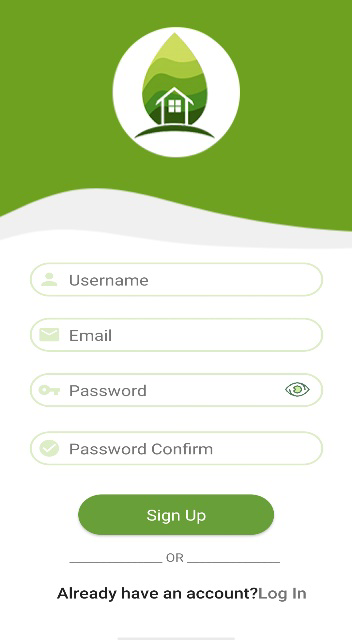 Username
Email
Password
Password Confirm
Sign Up
OR
Already have an account?Log In